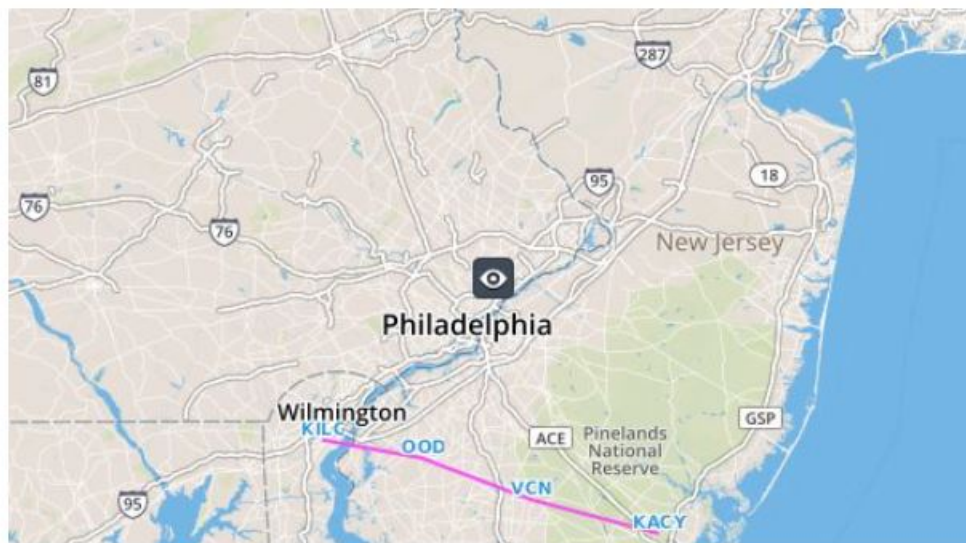 287
81
95
18
76
76
New Jersey
Philadelphia
Wilmington
KILG
GSP
ACE
Pinelands
National
Reserve
OOD
VCN
95
KACY